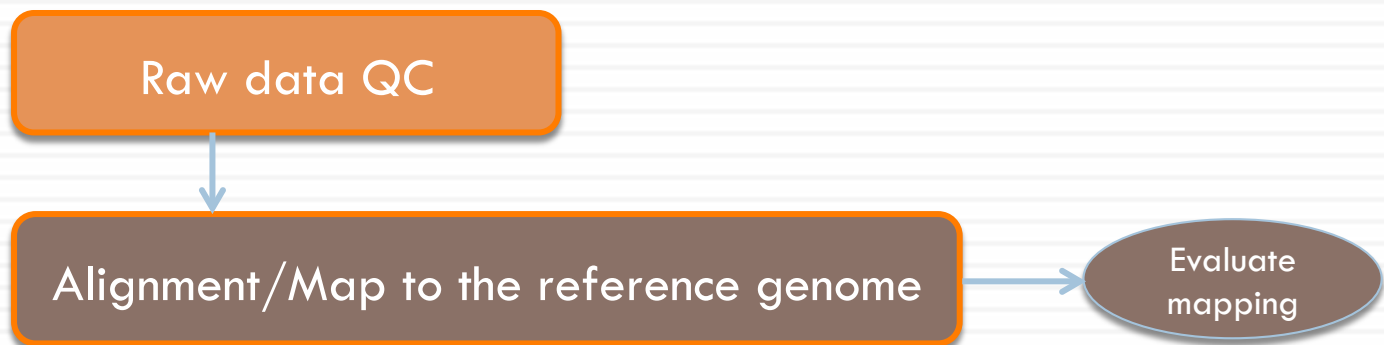 Raw data QC
Alignment/Map to the reference genome
Evaluate
mapping